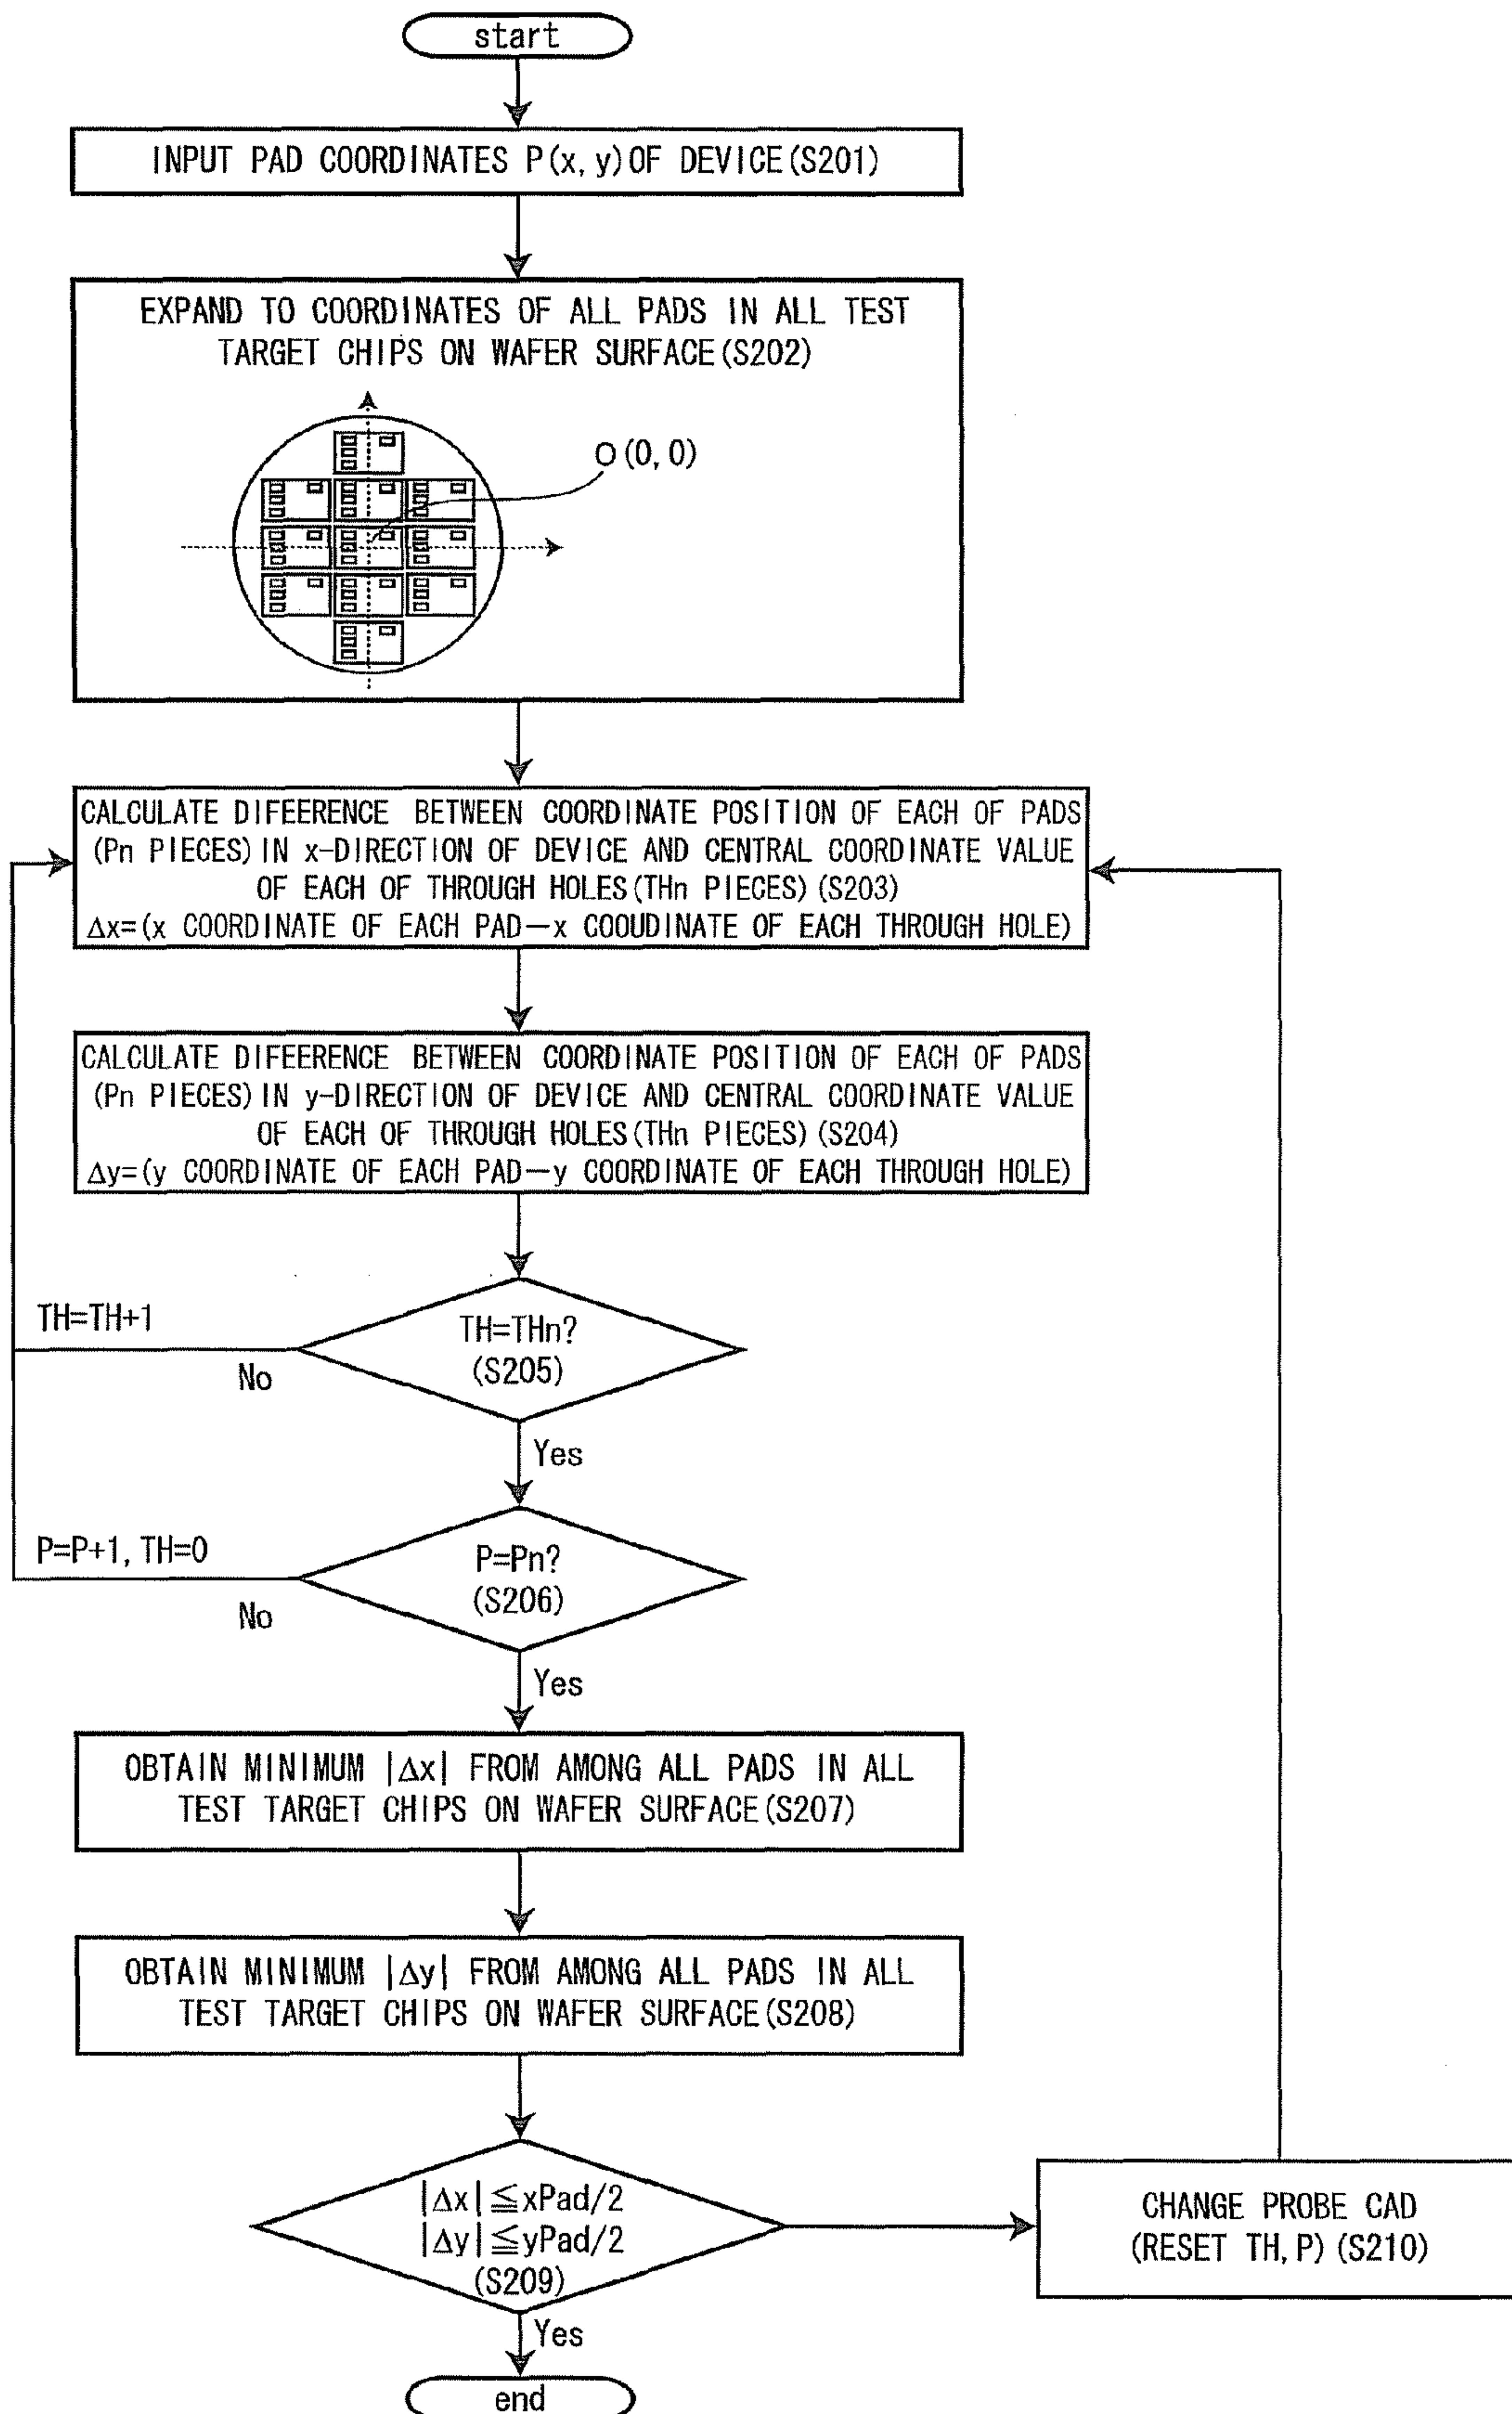 start
INPUT PAD COORDINATES P(x, y) OF DEVICE(S201)
EXPAND TO COORDINATES OF ALL PADS IN ALL TEST
TARGET CHIPS ON WAFER SURFACE(S202)
O(0, 0)
CALCULATE DIFEERENCE BETWEEN COORDINATE POSITION OF EACH OF PADS
(Pn PIECES) IN x-DIRECTION OF DEVICE AND CENTRAL COORDINATE VALUE
OF EACH OF THROUGH HOLES(THn PIECES) (S203)
Δx=(x COORDINATE OF EACH PAD—x COOUDINATE OF EACH THROUGH HOLE)
CALCULATE DIFEERENCE BETWEEN COORDINATE POSITION OF EACH OF PADS
(Pn PIECES) IN y-DIRECTION OF DEVICE AND CENTRAL COORDINATE VALUE
OF EACH OF THROUGH HOLES(THn PIECES) (S204)
Δy=(y COORDINATE OF EACH PAD—y COORDINATE OF EACH THROUGH HOLE)
TH=TH+1
TH=THn?
(S205)
No
Yes
P=P+1, TH=0
P=Pn?
(S206)
No
Yes
OBTAIN MINIMUM |Δx| FROM AMONG ALL PADS IN ALL
TEST TARGET CHIPS ON WAFER SURFACE(S207)
OBTAIN MINIMUM |Δy| FROM AMONG ALL PADS IN ALL
TEST TARGET CHIPS ON WAFER SURFACE(S208)
|Δx|≦xPad/2
|Δy|≦yPad/2
(S209)
CHANGE PROBE CAD
(RESET TH, P) (S210)
Yes
end